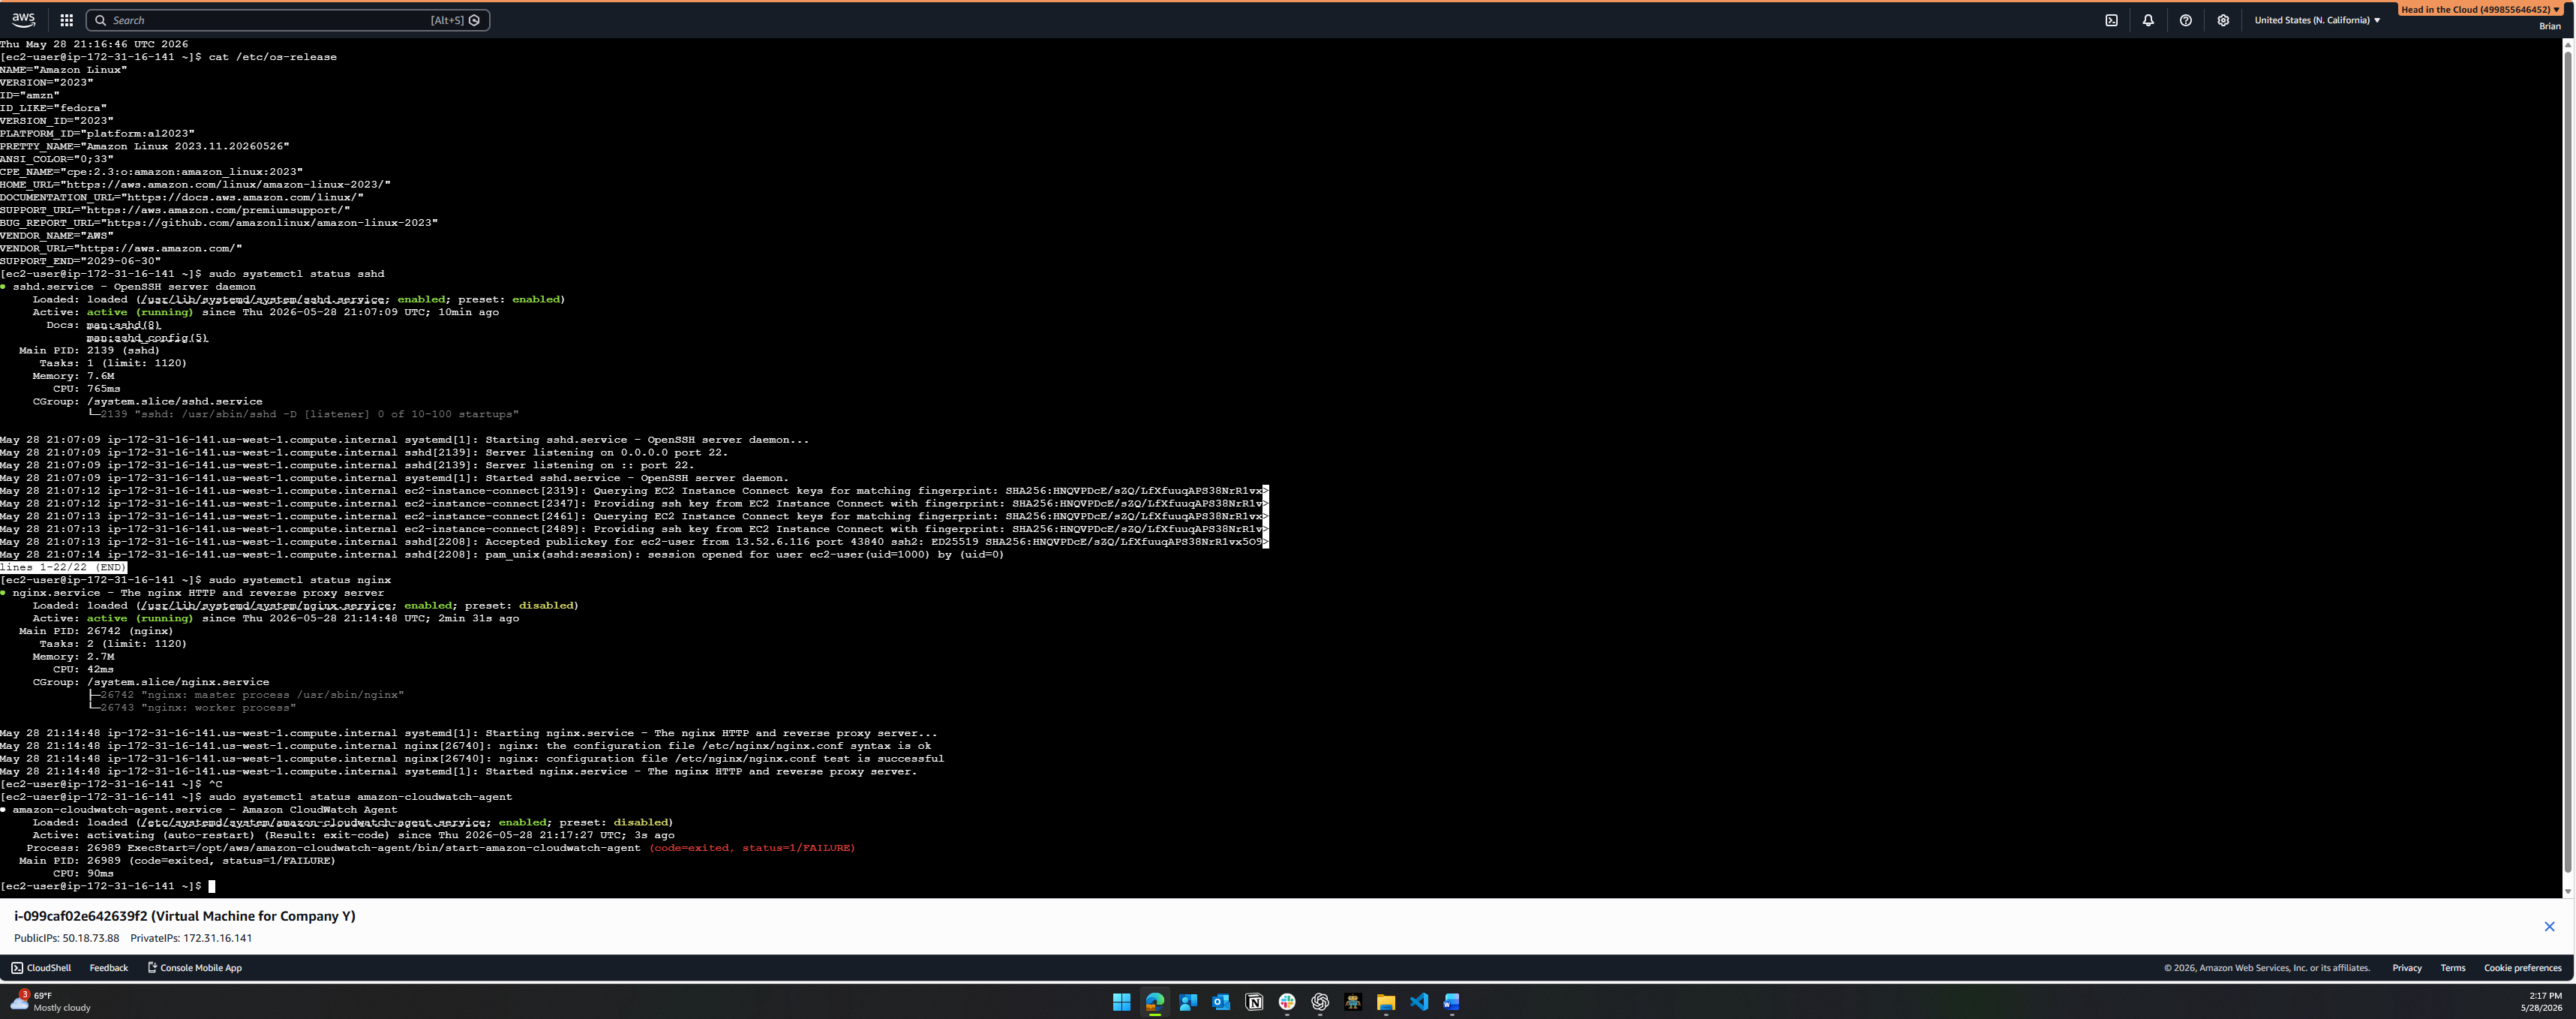 aws
Search
[Alt+S]
United States (N. California)
Head in the Cloud (499855646452)
Brian
Thu May 28 21:16:46 UTC 2026
[ec2-user@ip-172-31-16-141 ~]$ cat /etc/os-release
NAME="Amazon Linux"
VERSION="2023"
ID="amzn"
ID_LIKE="fedora"
VERSION_ID="2023"
PLATFORM_ID="platform:al2023"
PRETTY_NAME="Amazon Linux 2023.11.20260526"
ANSI_COLOR="0;33"
CPE_NAME="cpe:2.3:o:amazon:amazon_linux:2023"
HOME_URL="https://aws.amazon.com/linux/amazon-linux-2023/"
DOCUMENTATION_URL="https://docs.aws.amazon.com/linux/"
SUPPORT_URL="https://aws.amazon.com/premiumsupport/"
BUG_REPORT_URL="https://github.com/amazonlinux/amazon-linux-2023"
VENDOR_NAME="AWS"
VENDOR_URL="https://aws.amazon.com/"
SUPPORT_END="2029-06-30"
[ec2-user@ip-172-31-16-141 ~]$ sudo systemctl status sshd
● sshd.service - OpenSSH server daemon
Loaded: loaded (/usr/lib/systemd/system/sshd.service; enabled; preset: enabled)
Active: active (running) since Thu 2026-05-28 21:07:09 UTC; 10min ago
Docs: man:sshd(8)
man:sshd_config(5)
Main PID: 2139 (sshd)
Tasks: 1 (limit: 1120)
Memory: 7.6M
CPU: 765ms
CGroup: /system.slice/sshd.service
└─2139 "sshd: /usr/sbin/sshd -D [listener] 0 of 10-100 startups"
May 28 21:07:09 ip-172-31-16-141.us-west-1.compute.internal systemd[1]: Starting sshd.service - OpenSSH server daemon...
May 28 21:07:09 ip-172-31-16-141.us-west-1.compute.internal sshd[2139]: Server listening on 0.0.0.0 port 22.
May 28 21:07:09 ip-172-31-16-141.us-west-1.compute.internal sshd[2139]: Server listening on :: port 22.
May 28 21:07:09 ip-172-31-16-141.us-west-1.compute.internal systemd[1]: Started sshd.service - OpenSSH server daemon.
May 28 21:07:12 ip-172-31-16-141.us-west-1.compute.internal ec2-instance-connect[2319]: Querying EC2 Instance Connect keys for matching fingerprint: SHA256:HNQVPDcE/sZQ/LfXfuuqAPS38NrR1vx>
May 28 21:07:12 ip-172-31-16-141.us-west-1.compute.internal ec2-instance-connect[2347]: Providing ssh key from EC2 Instance Connect with fingerprint: SHA256:HNQVPDcE/sZQ/LfXfuuqAPS38NrR1v>
May 28 21:07:13 ip-172-31-16-141.us-west-1.compute.internal ec2-instance-connect[2461]: Querying EC2 Instance Connect keys for matching fingerprint: SHA256:HNQVPDcE/sZQ/LfXfuuqAPS38NrR1vx>
May 28 21:07:13 ip-172-31-16-141.us-west-1.compute.internal ec2-instance-connect[2489]: Providing ssh key from EC2 Instance Connect with fingerprint: SHA256:HNQVPDcE/sZQ/LfXfuuqAPS38NrR1v>
May 28 21:07:13 ip-172-31-16-141.us-west-1.compute.internal sshd[2208]: Accepted publickey for ec2-user from 13.52.6.116 port 43840 ssh2: ED25519 SHA256:HNQVPDcE/sZQ/LfXfuuqAPS38NrR1vx5O9>
May 28 21:07:14 ip-172-31-16-141.us-west-1.compute.internal sshd[2208]: pam_unix(sshd:session): session opened for user ec2-user(uid=1000) by (uid=0)
lines 1-22/22 (END)
[ec2-user@ip-172-31-16-141 ~]$ sudo systemctl status nginx
● nginx.service - The nginx HTTP and reverse proxy server
Loaded: loaded (/usr/lib/systemd/system/nginx.service; enabled; preset: disabled)
Active: active (running) since Thu 2026-05-28 21:14:48 UTC; 2min 31s ago
Main PID: 26742 (nginx)
Tasks: 2 (limit: 1120)
Memory: 2.7M
CPU: 42ms
CGroup: /system.slice/nginx.service
├─26742 "nginx: master process /usr/sbin/nginx"
└─26743 "nginx: worker process"
May 28 21:14:48 ip-172-31-16-141.us-west-1.compute.internal systemd[1]: Starting nginx.service - The nginx HTTP and reverse proxy server...
May 28 21:14:48 ip-172-31-16-141.us-west-1.compute.internal nginx[26740]: nginx: the configuration file /etc/nginx/nginx.conf syntax is ok
May 28 21:14:48 ip-172-31-16-141.us-west-1.compute.internal nginx[26740]: nginx: configuration file /etc/nginx/nginx.conf test is successful
May 28 21:14:48 ip-172-31-16-141.us-west-1.compute.internal systemd[1]: Started nginx.service - The nginx HTTP and reverse proxy server.
[ec2-user@ip-172-31-16-141 ~]$ ^C
[ec2-user@ip-172-31-16-141 ~]$ sudo systemctl status amazon-cloudwatch-agent
● amazon-cloudwatch-agent.service - Amazon CloudWatch Agent
Loaded: loaded (/etc/systemd/system/amazon-cloudwatch-agent.service; enabled; preset: disabled)
Active: activating (auto-restart) (Result: exit-code) since Thu 2026-05-28 21:17:27 UTC; 3s ago
Process: 26989 ExecStart=/opt/aws/amazon-cloudwatch-agent/bin/start-amazon-cloudwatch-agent (code=exited, status=1/FAILURE)
Main PID: 26989 (code=exited, status=1/FAILURE)
CPU: 90ms
[ec2-user@ip-172-31-16-141 ~]$
i-099caf02e642639f2 (Virtual Machine for Company Y)
PublicIPs: 50.18.73.88 PrivateIPs: 172.31.16.141
CloudShell Feedback Console Mobile App
© 2026, Amazon Web Services, Inc. or its affiliates. Privacy Terms Cookie preferences
3
69°F
Mostly cloudy
2:17 PM
5/28/2026